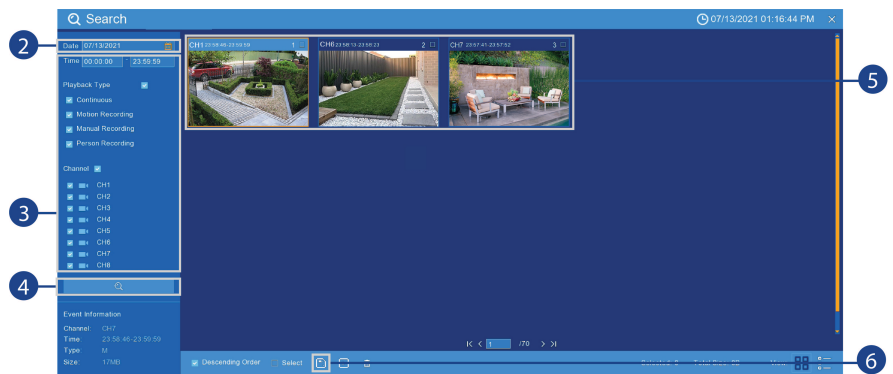 Search
07/13/2021 01:16:44 PM
2
Date 07/13/2021
Time 00:00:00 - 23:59:59
Playback Type
Continuous
Motion Recording
Manual Recording
Person Recording
Channel
3
CH1
CH2
CH3
CH4
CH5
CH6
CH7
CH8
4
Event Information
Channel: CH7
Time: 23:58:46-23:59:59
Type: M
Size: 17MB
CH1 23:58:46-23:59:59 1
CH6 23:58:13-23:58:23 2
CH7 23:57:41-23:57:52 3
5
1 /70
Descending Order
Select
6